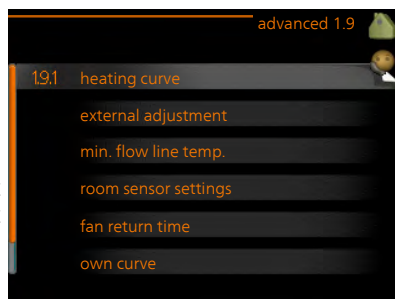 advanced 1.9
1.9.1 heating curve
external adjustment
min. flow line temp.
room sensor settings
fan return time
own curve